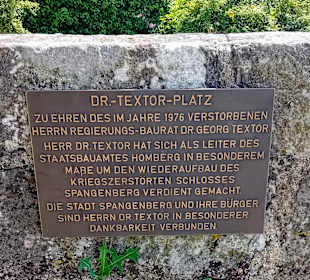 DR.-TEXTOR-PLATZ
ZU EHREN DES IM JAHRE 1976 VERSTORBENEN
HERRN REGIERUNGS-BAURAT DR. GEORG TEXTOR
HERR DR. TEXTOR HAT SICH ALS LEITER DES
STAATSBAUAMTES HOMBERG IN BESONDEREM
MAßE UM DEN WIEDERAUFBAU DES
KRIEGSZERSTÖRTEN SCHLOSSES
SPANGENBERG VERDIENT GEMACHT.
DIE STADT SPANGENBERG UND IHRE BÜRGER
SIND HERRN DR. TEXTOR IN BESONDERER
DANKBARKEIT VERBUNDEN.